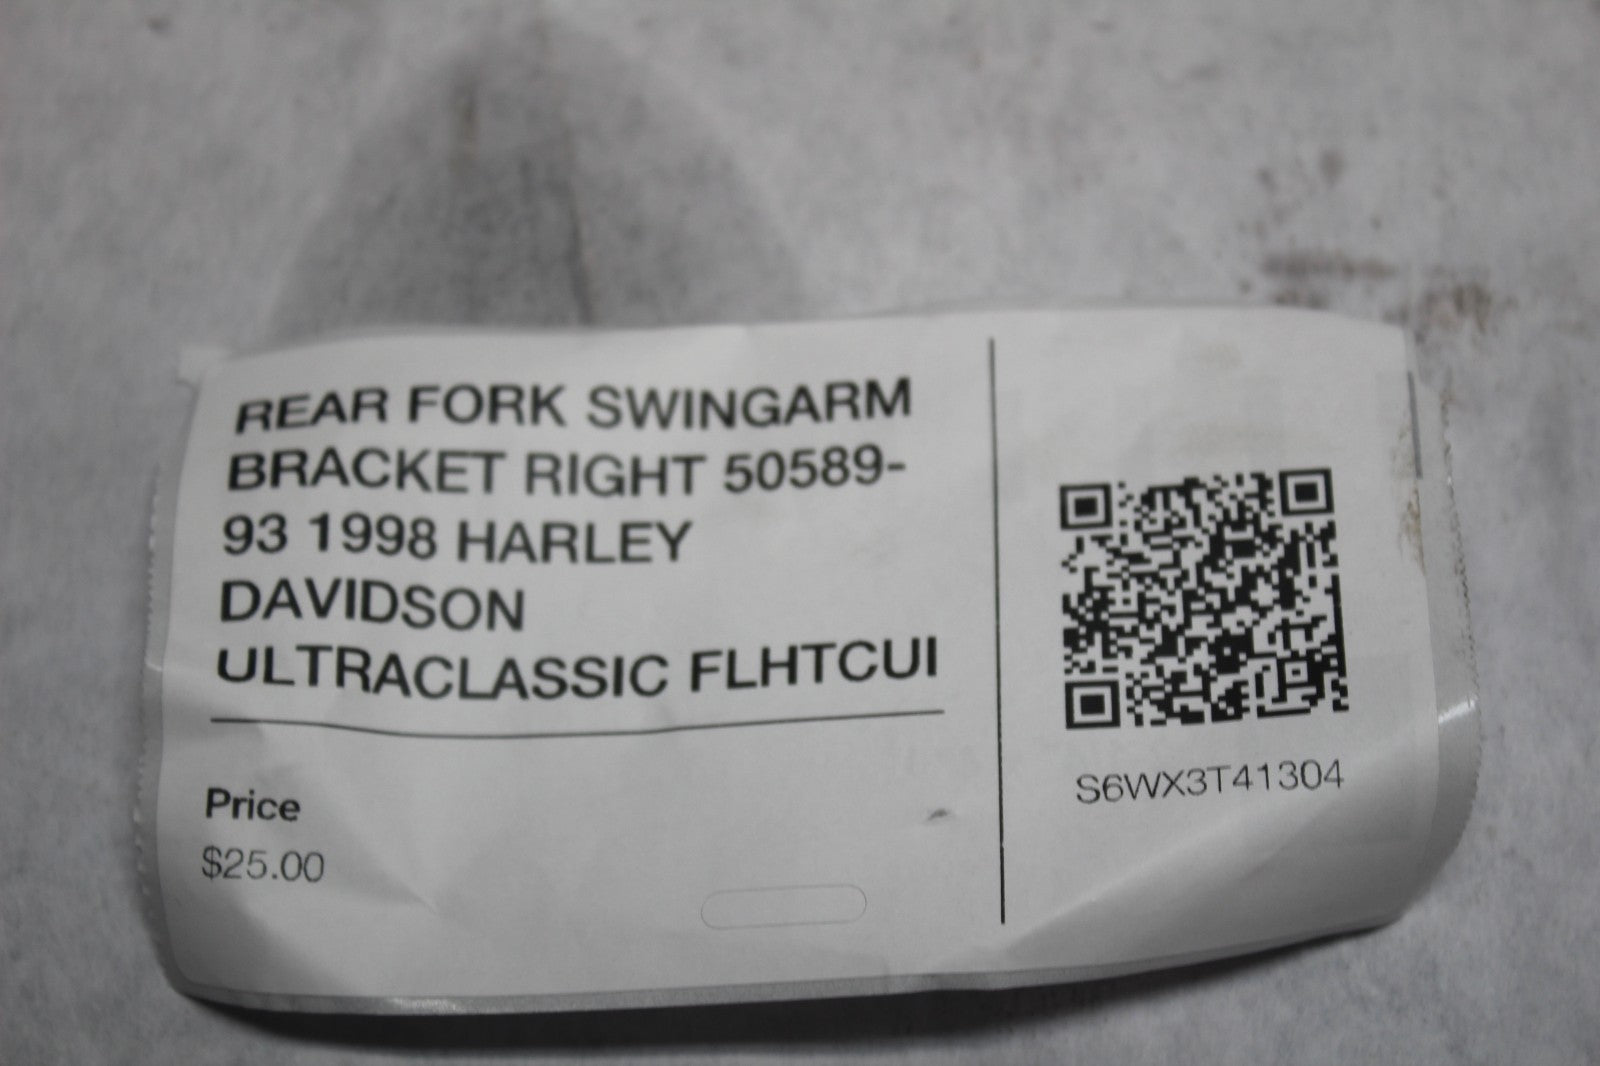 REAR FORK SWINGARM
BRACKET RIGHT 50589-
93 1998 HARLEY
DAVIDSON
ULTRACLASSIC FLHTCUI
Price
$25.00
S6WX3T41304